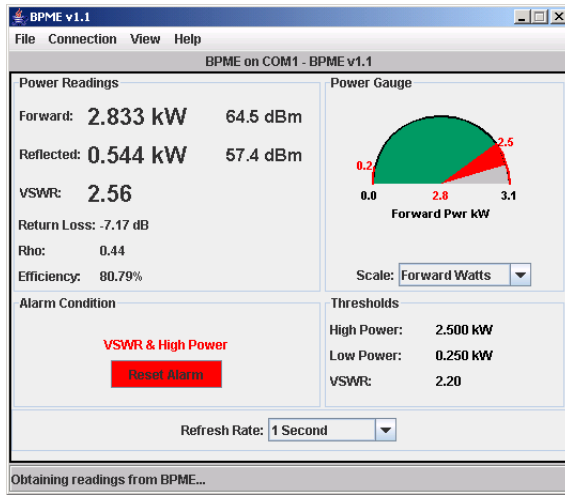 BPME v1.1
File Connection View Help
BPME on COM1 - BPME v1.1
Power Readings
Forward: 2.833 kW 64.5 dBm
Reflected: 0.544 kW 57.4 dBm
VSWR: 2.56
Return Loss: -7.17 dB
Rho: 0.44
Efficiency: 80.79%
Power Gauge
2.5
0.2
0.0 2.8 3.1
Forward Pwr kW
Scale: Forward Watts
Alarm Condition
VSWR & High Power
Reset Alarm
Thresholds
High Power: 2.500 kW
Low Power: 0.250 kW
VSWR: 2.20
Refresh Rate: 1 Second
Obtaining readings from BPME...